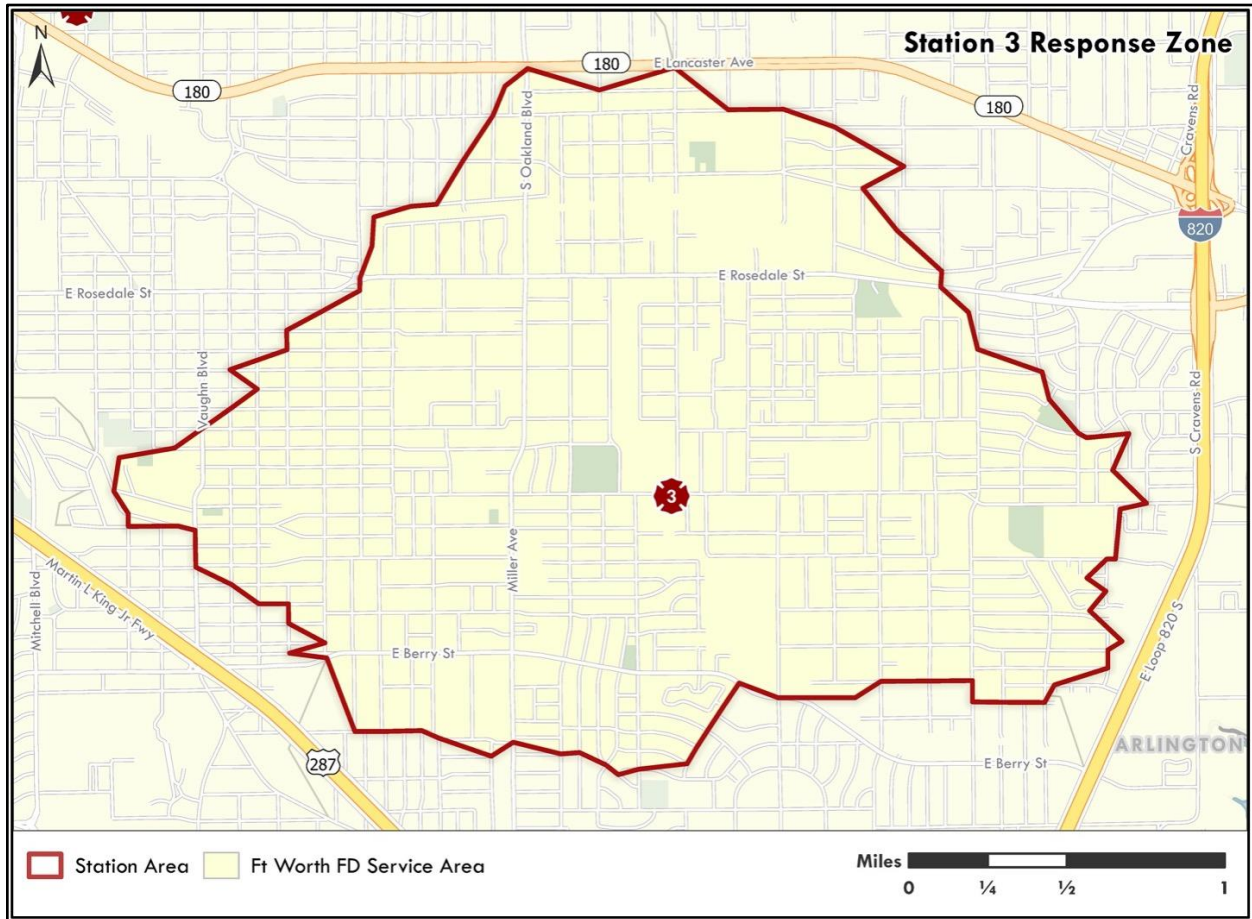 Station 3 Response Zone
N
E Lancaster Ave
180
180
180
S Oakland Blvd
Cravens Rd
820
E Rosedale St
E Rosedale St
Vaughn Blvd
S Cravens Rd
3
Miller Ave
Mitchell Blvd
Martin L King Jr Fwy
E Berry St
E Loop 820 S
287
E Berry St
ARLINGTON
Station Area
Ft Worth FD Service Area
Miles
0 ¼ ½ 1